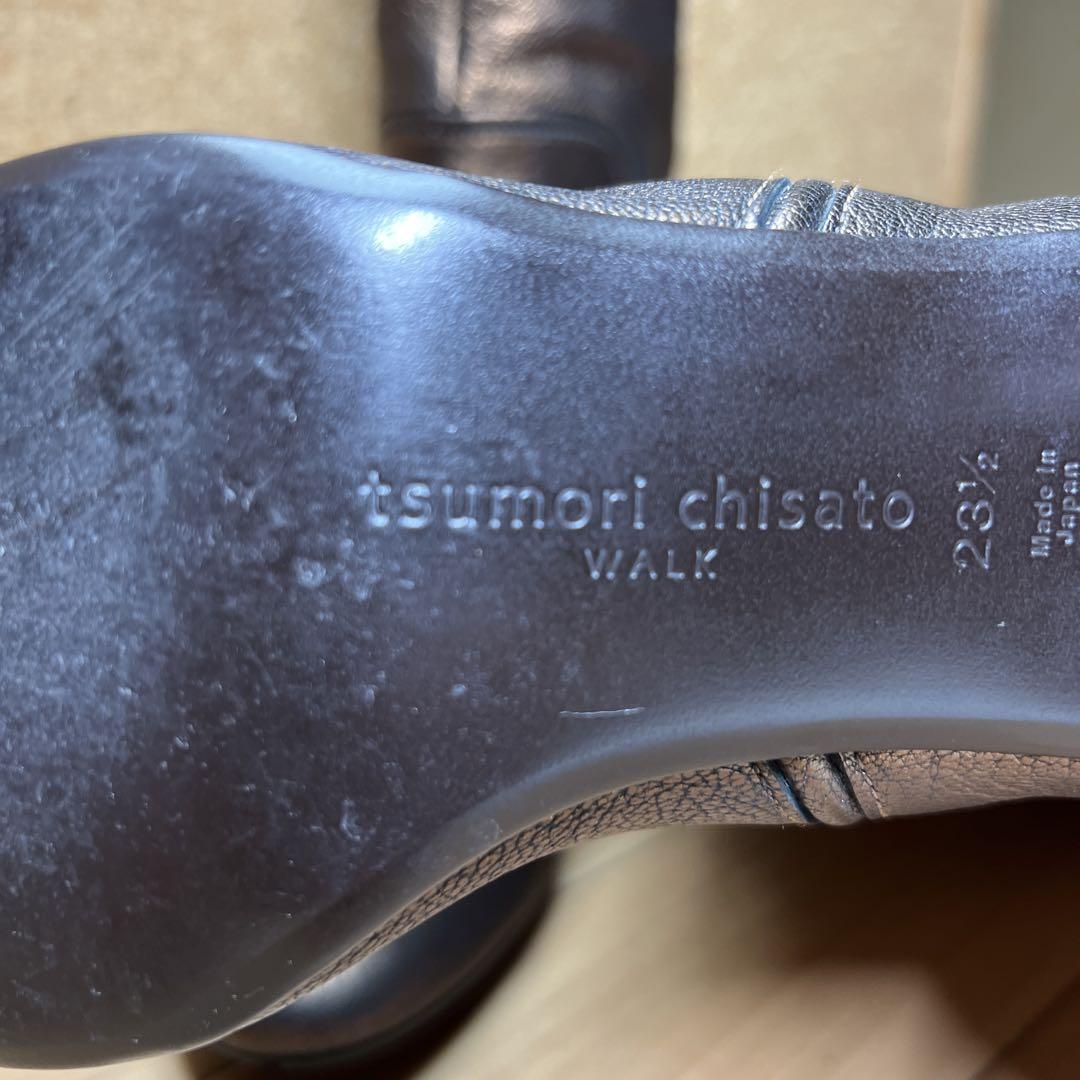 tsumori chisato
WALK
23½
Made in
Japan